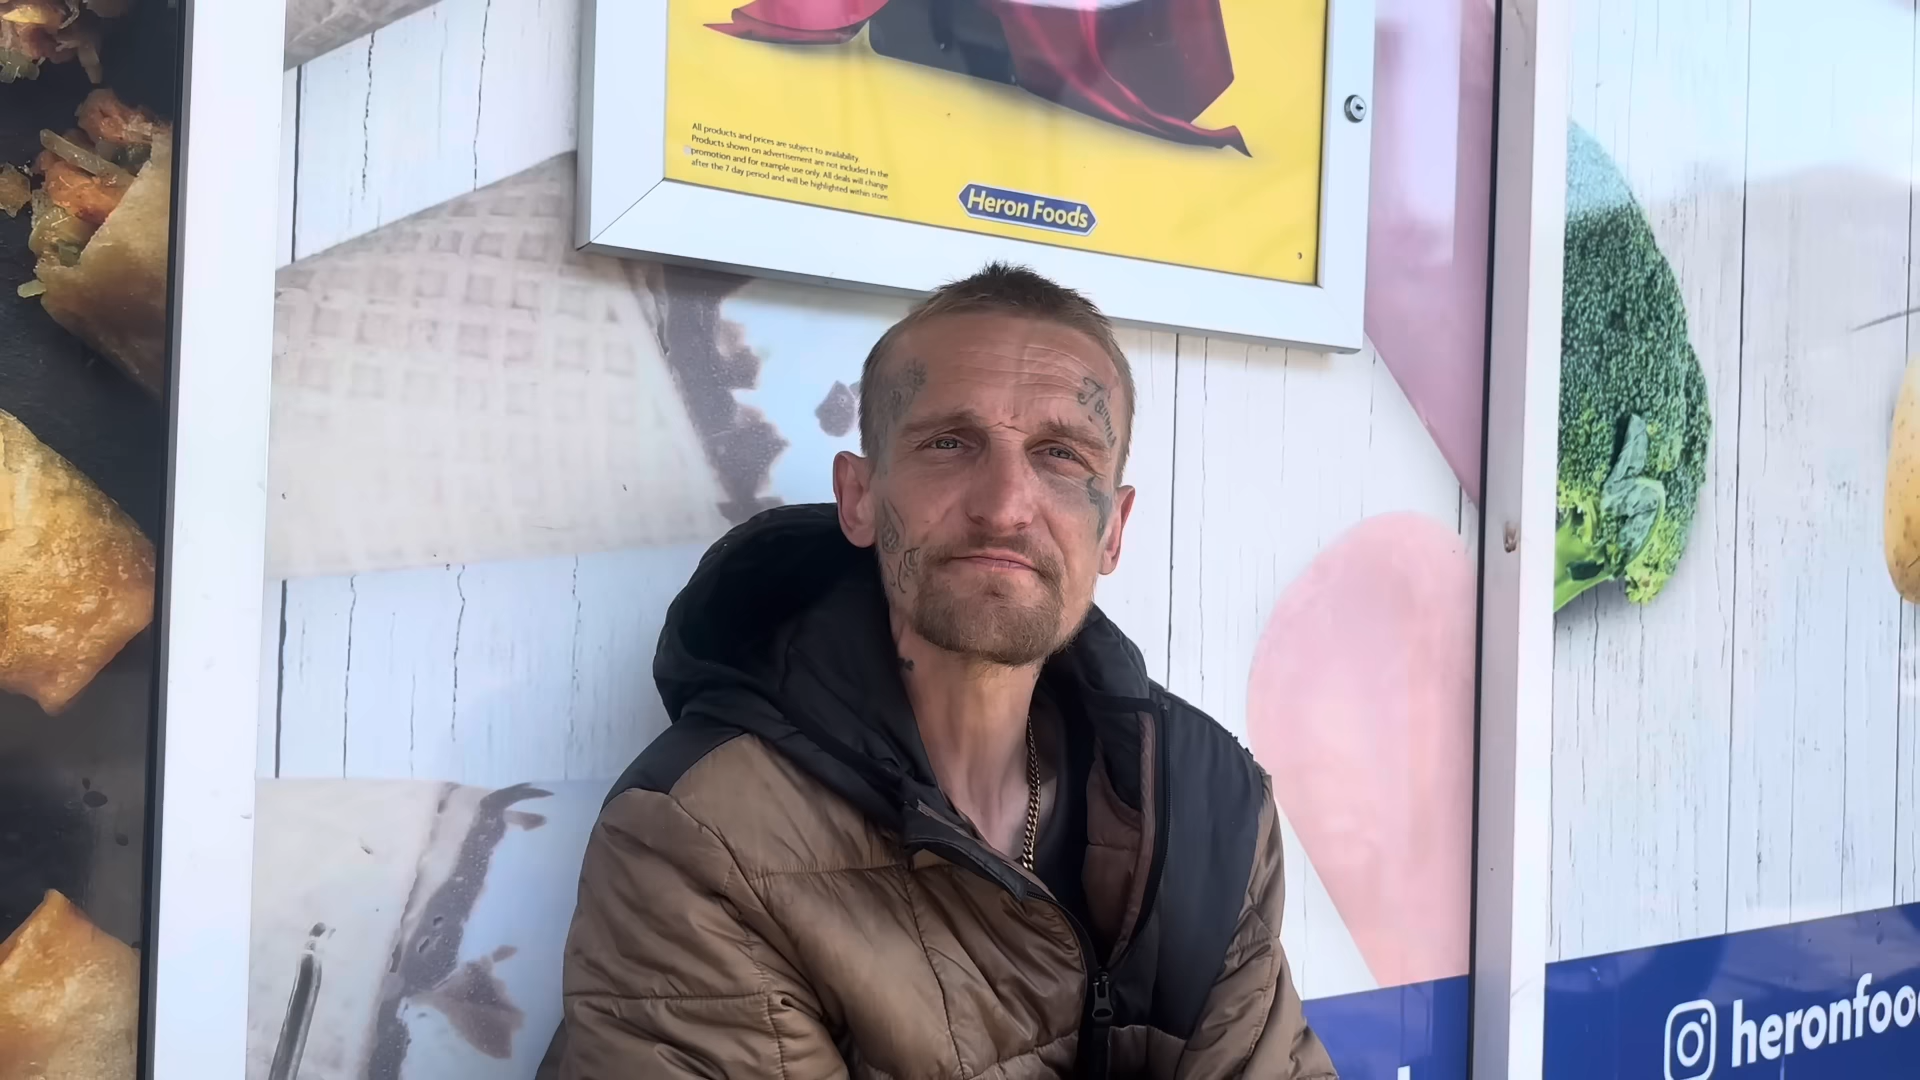 All products and prices are subject to availability.
Products shown on advertisement are not included in the
promotion and for example use only. All deals will change
after the 7 day period and will be highlighted within store.
Heron Foods
heronfoo